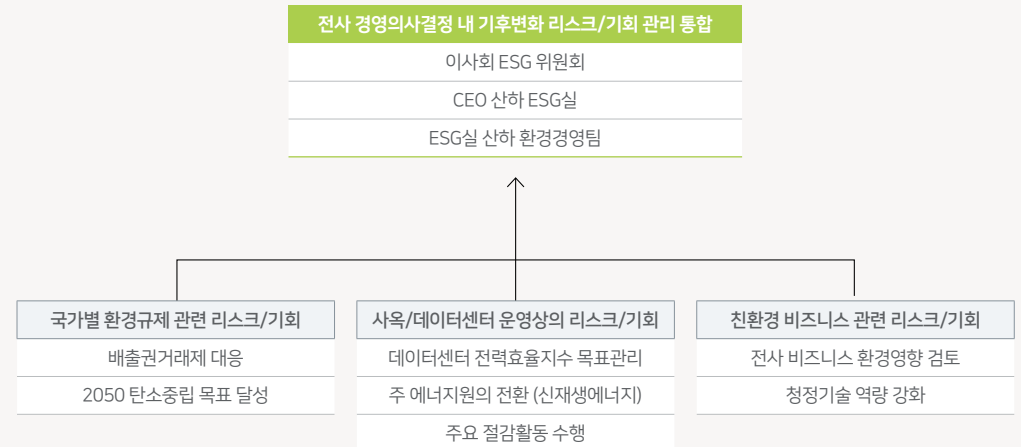 전사 경영의사결정 내 기후변화 리스크/기회 관리 통합
이사회 ESG 위원회
CEO 산하 ESG실
ESG실 산하 환경경영팀
국가별 환경규제 관련 리스크/기회
배출권거래제 대응
2050 탄소중립 목표 달성
사옥/데이터센터 운영상의 리스크/기회
데이터센터 전력효율지수 목표관리
주 에너지원의 전환 (신재생에너지)
주요 절감활동 수행
친환경 비즈니스 관련 리스크/기회
전사 비즈니스 환경영향 검토
청정기술 역량 강화